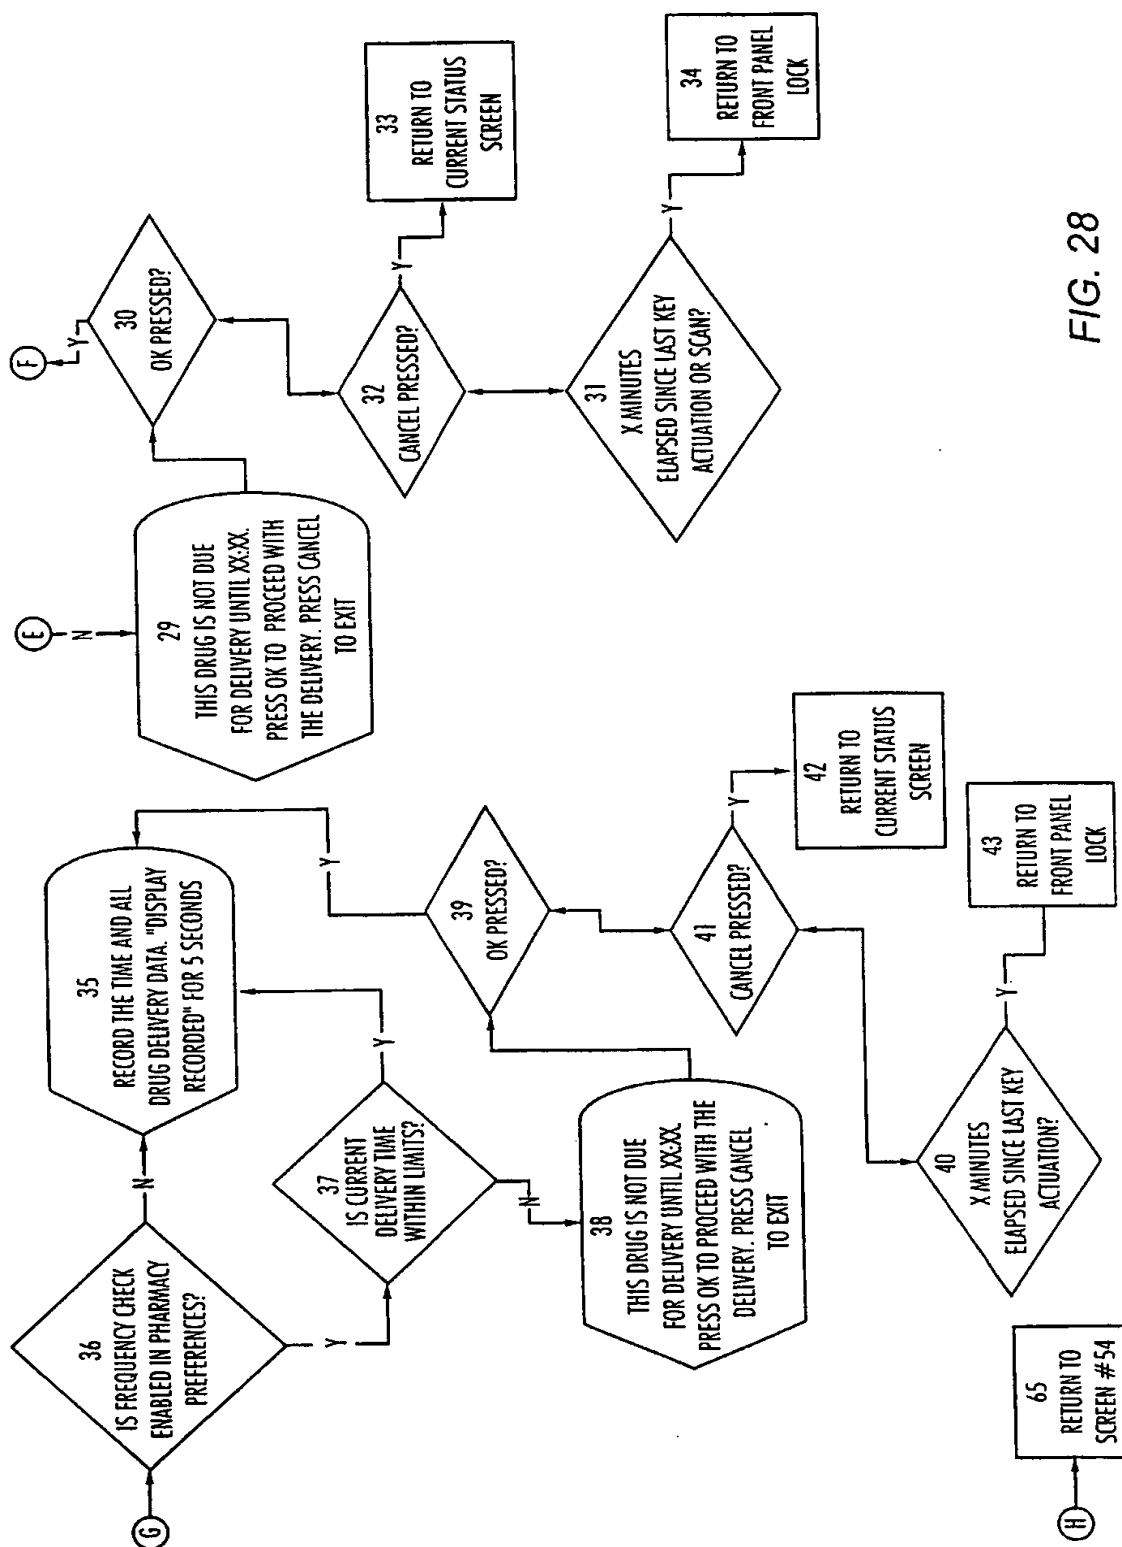 G
36
IS FREQUENCY CHECK
ENABLED IN PHARMACY
PREFERENCES?
N
Y
35
RECORD THE TIME AND ALL
DRUG DELIVERY DATA. "DISPLAY
RECORDED" FOR 5 SECONDS
37
IS CURRENT
DELIVERY TIME
WITHIN LIMITS?
Y
N
38
THIS DRUG IS NOT DUE
FOR DELIVERY UNTIL XX:XX.
PRESS OK TO PROCEED WITH THE
DELIVERY. PRESS CANCEL
TO EXIT
39
OK PRESSED?
Y
41
CANCEL PRESSED?
Y
42
RETURN TO
CURRENT STATUS
SCREEN
40
X MINUTES
ELAPSED SINCE LAST KEY
ACTUATION?
Y
43
RETURN TO
FRONT PANEL
LOCK
H
65
RETURN TO
SCREEN #54
E
N
29
THIS DRUG IS NOT DUE
FOR DELIVERY UNTIL XX:XX.
PRESS OK TO PROCEED WITH
THE DELIVERY. PRESS CANCEL
TO EXIT
F
Y
30
OK PRESSED?
32
CANCEL PRESSED?
Y
33
RETURN TO
CURRENT STATUS
SCREEN
31
X MINUTES
ELAPSED SINCE LAST KEY
ACTUATION OR SCAN?
Y
34
RETURN TO
FRONT PANEL
LOCK
FIG. 28